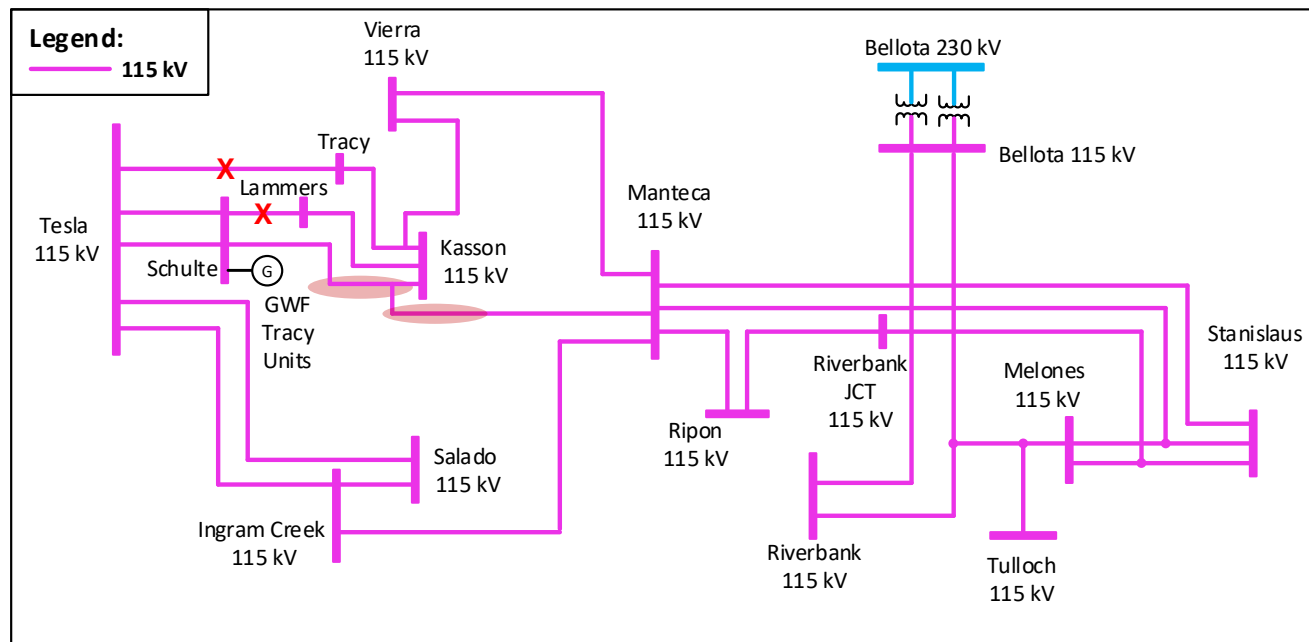 Legend:
115 kV
Vierra
115 kV
Bellota 230 kV
Tracy
X
Bellota 115 kV
Lammers
X
Manteca
115 kV
Tesla
115 kV
Kasson
115 kV
Schulte
G
GWF
Tracy
Units
Stanislaus
115 kV
Riverbank
JCT
115 kV
Melones
115 kV
Ripon
115 kV
Salado
115 kV
Ingram Creek
115 kV
Riverbank
115 kV
Tulloch
115 kV